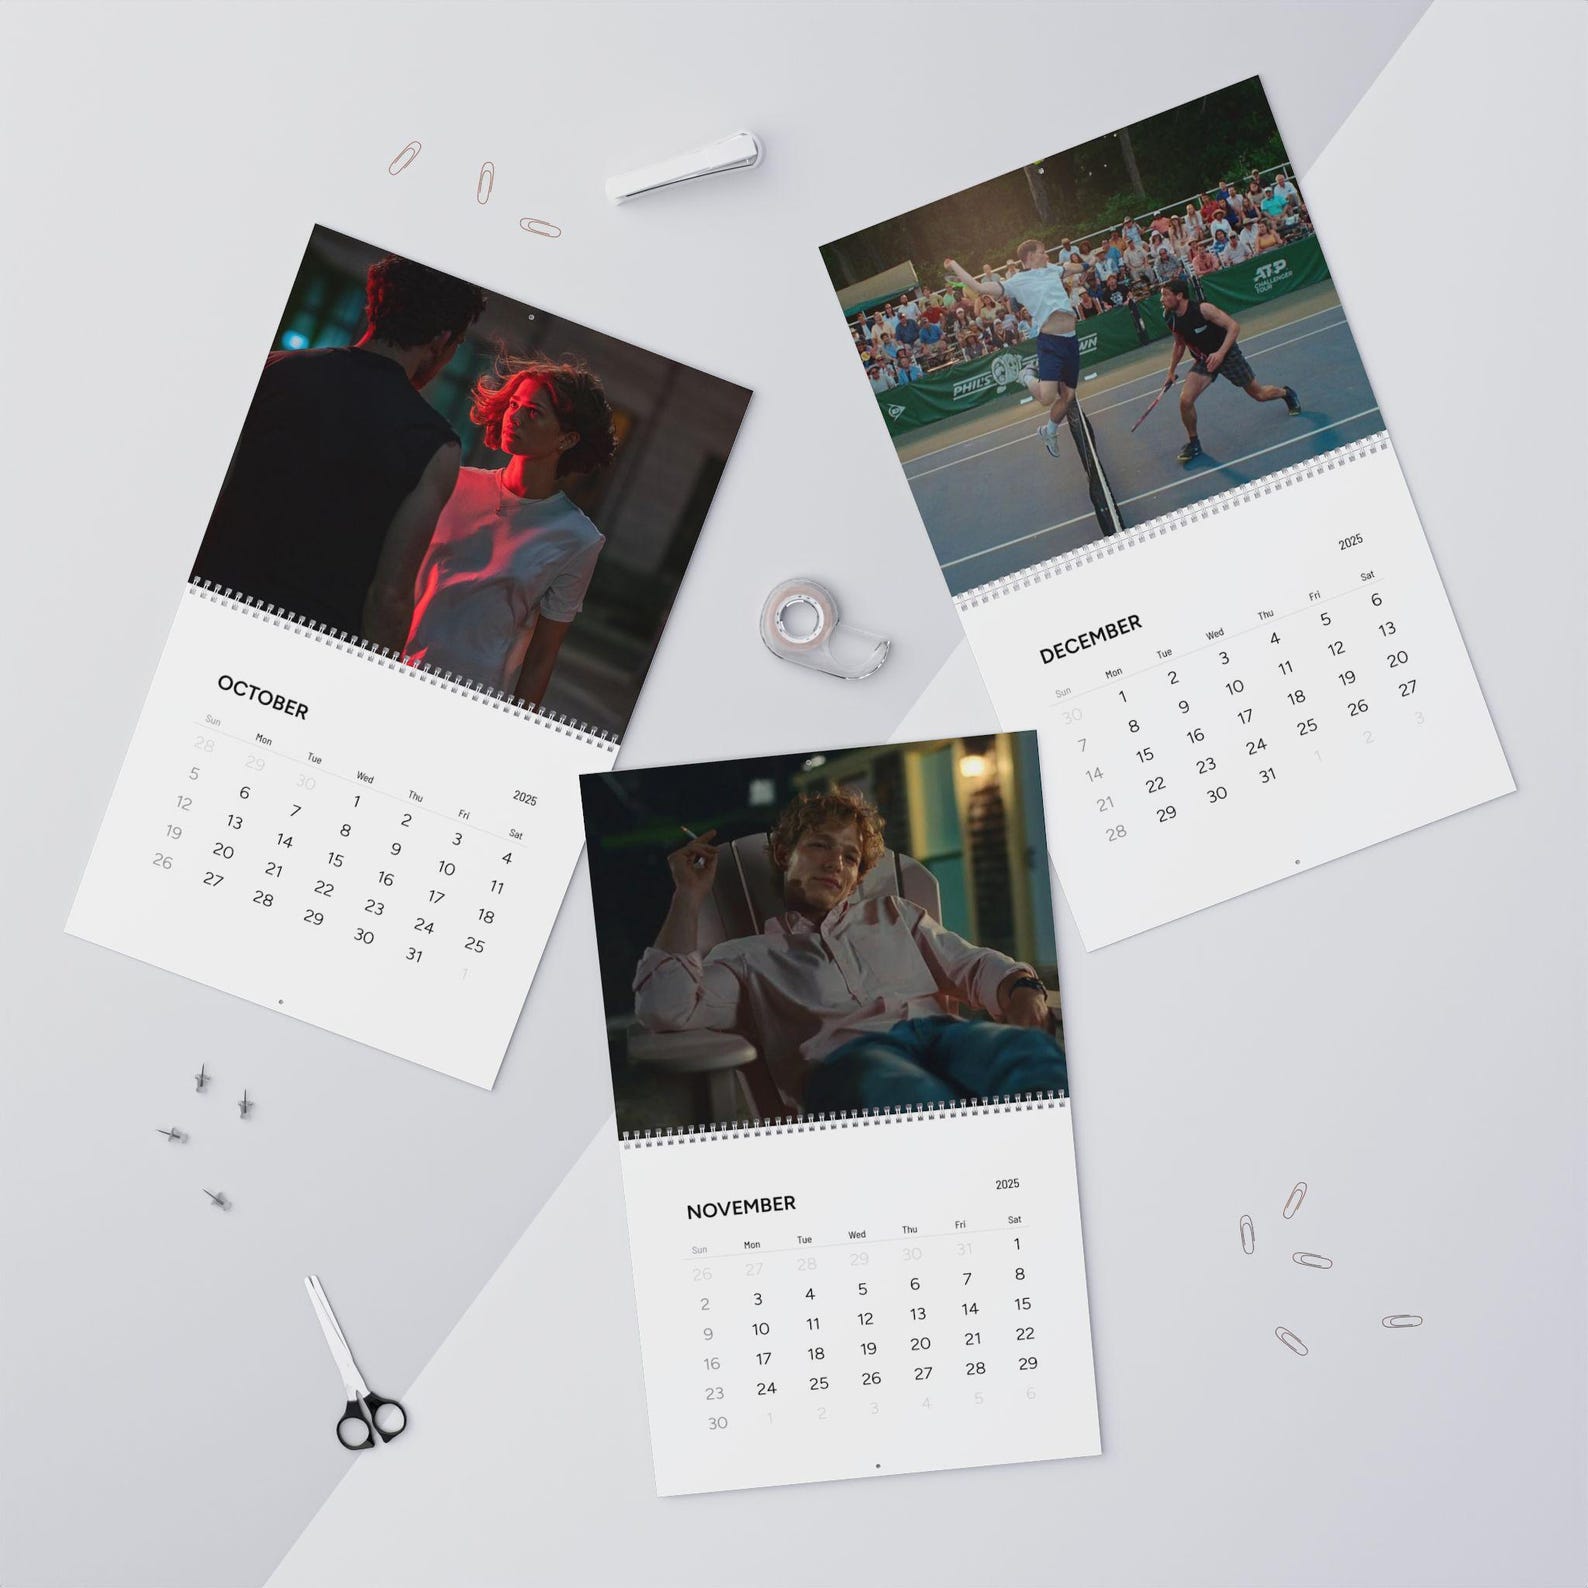 OCTOBER
2025
Sun Mon Tue Wed Thu Fri Sat
28 29 30 1 2 3 4
5 6 7 8 9 10 11
12 13 14 15 16 17 18
19 20 21 22 23 24 25
26 27 28 29 30 31 1
ATP
CHALLENGER
TOUR
PHIL'S
DECEMBER
2025
Sun Mon Tue Wed Thu Fri Sat
30 1 2 3 4 5 6
7 8 9 10 11 12 13
14 15 16 17 18 19 20
21 22 23 24 25 26 27
28 29 30 31 1 2 3
NOVEMBER
2025
Sun Mon Tue Wed Thu Fri Sat
26 27 28 29 30 31 1
2 3 4 5 6 7 8
9 10 11 12 13 14 15
16 17 18 19 20 21 22
23 24 25 26 27 28 29
30 1 2 3 4 5 6